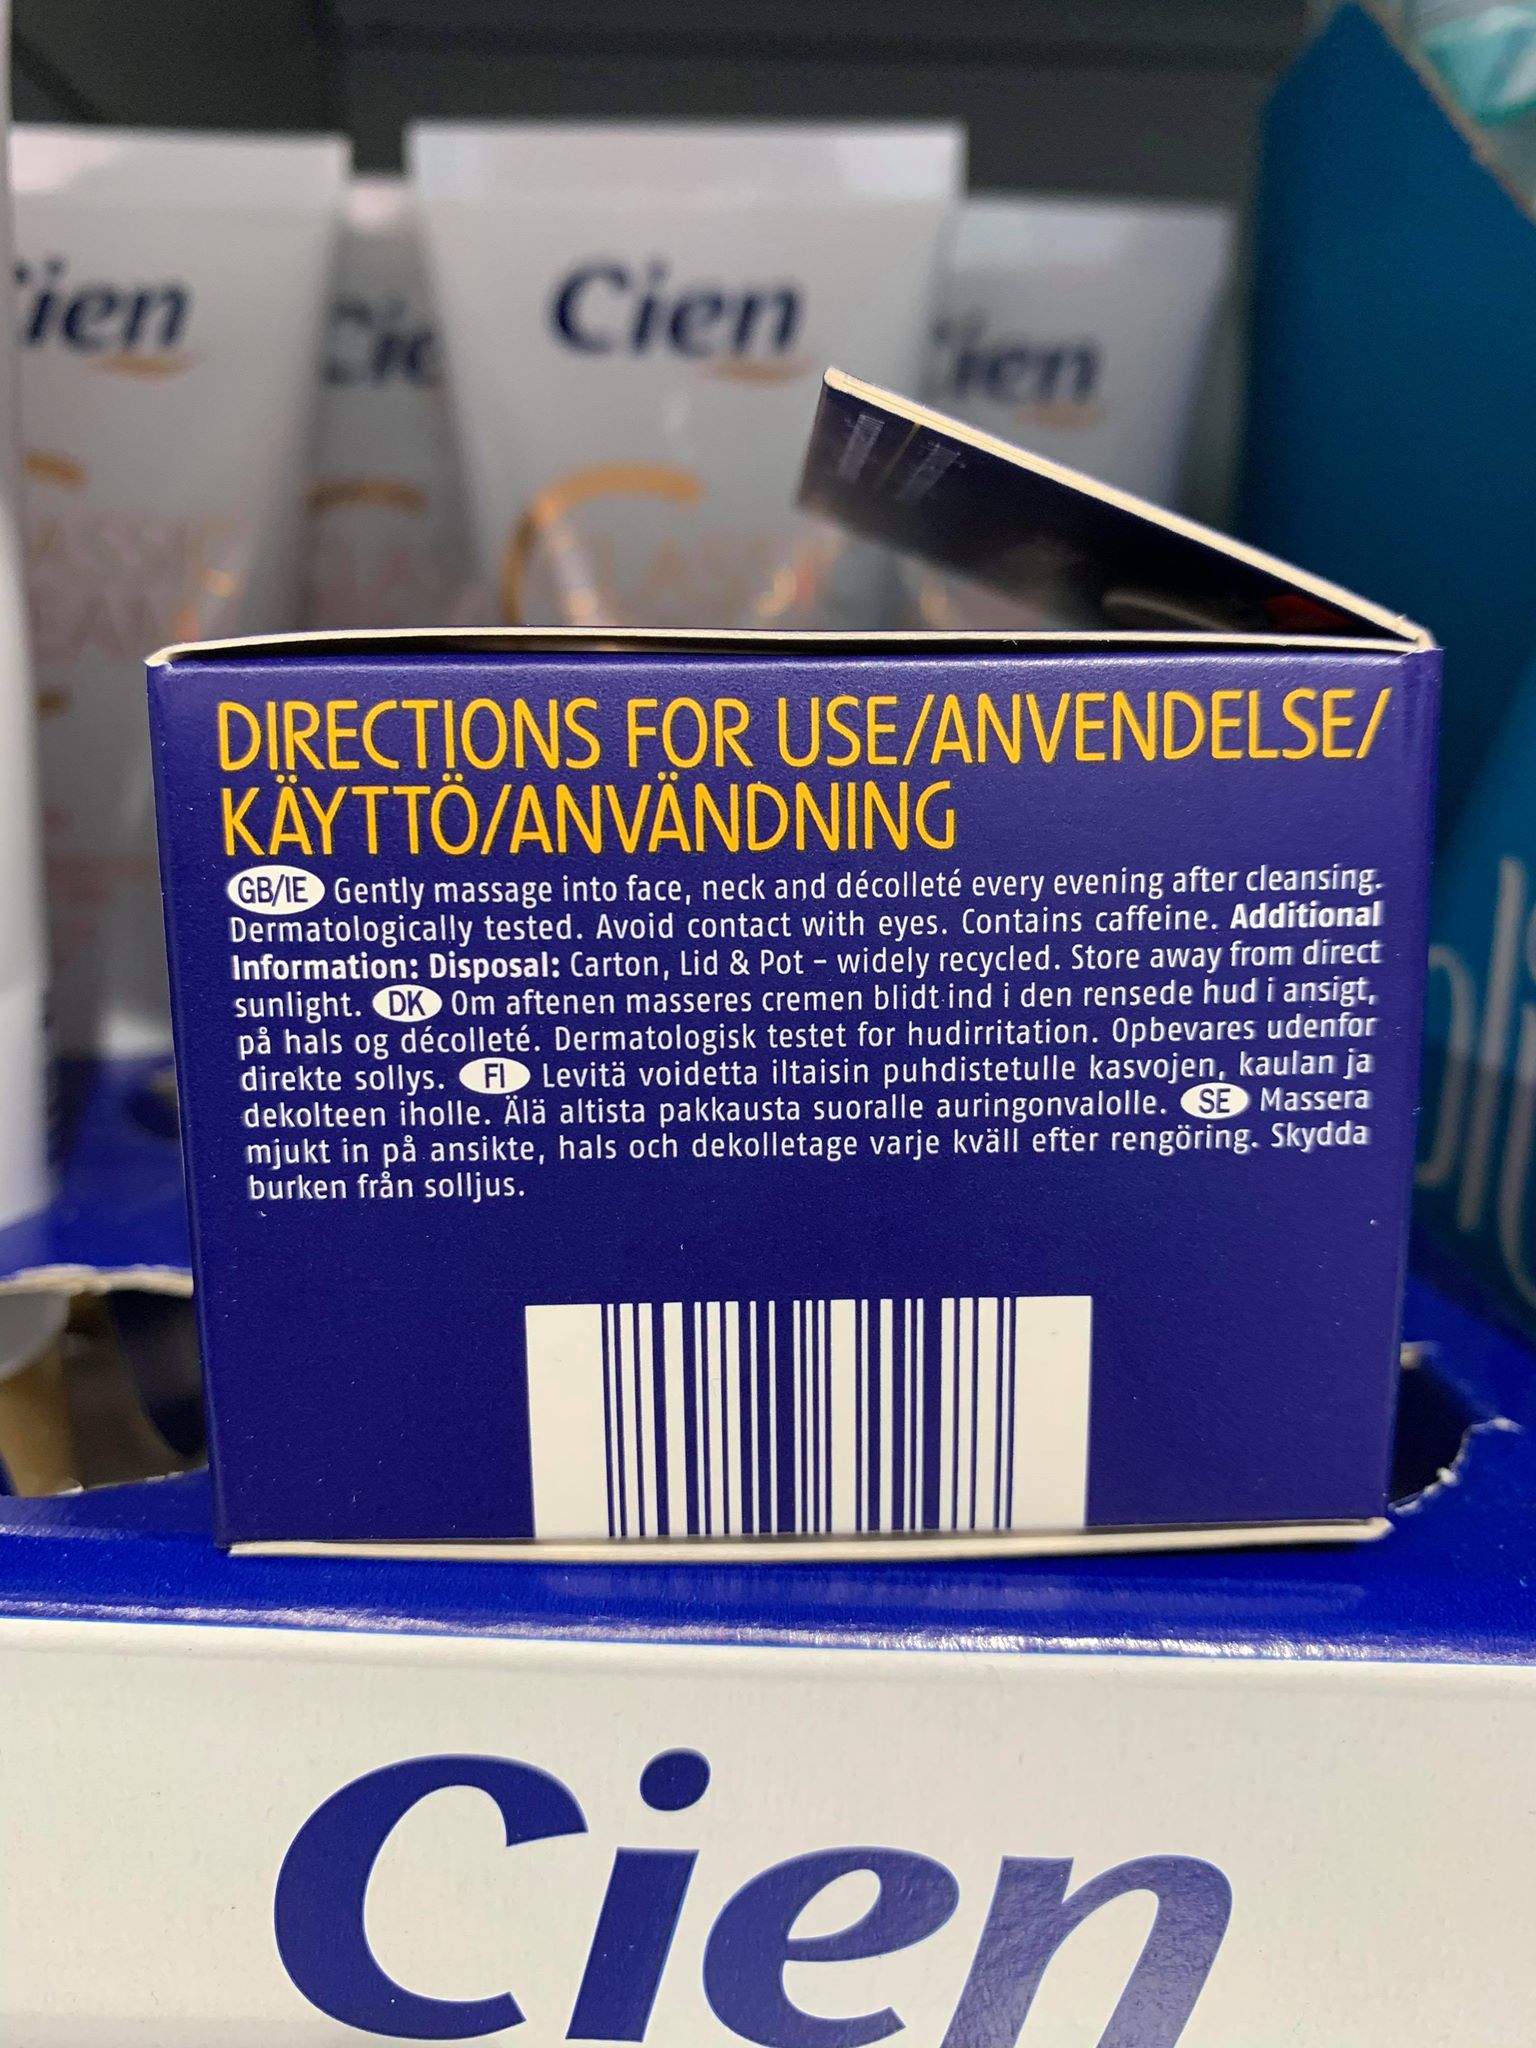 Cien
Cien
DIRECTIONS FOR USE/ANVENDELSE/
KÄYTTÖ/ANVÄNDNING
GB/IE Gently massage into face, neck and décolleté every evening after cleansing.
Dermatologically tested. Avoid contact with eyes. Contains caffeine. Additional
Information: Disposal: Carton, Lid & Pot – widely recycled. Store away from direct
sunlight. DK Om aftenen masseres cremen blidt ind i den rensede hud i ansigt,
på hals og décolleté. Dermatologisk testet for hudirritation. Opbevares udenfor
direkte sollys. FI Levitä voidetta iltaisin puhdistetulle kasvojen, kaulan ja
dekolteen iholle. Älä altista pakkausta suoralle auringonvalolle. SE Massera
mjukt in på ansikte, hals och dekolletage varje kväll efter rengöring. Skydda
burken från solljus.
Cien